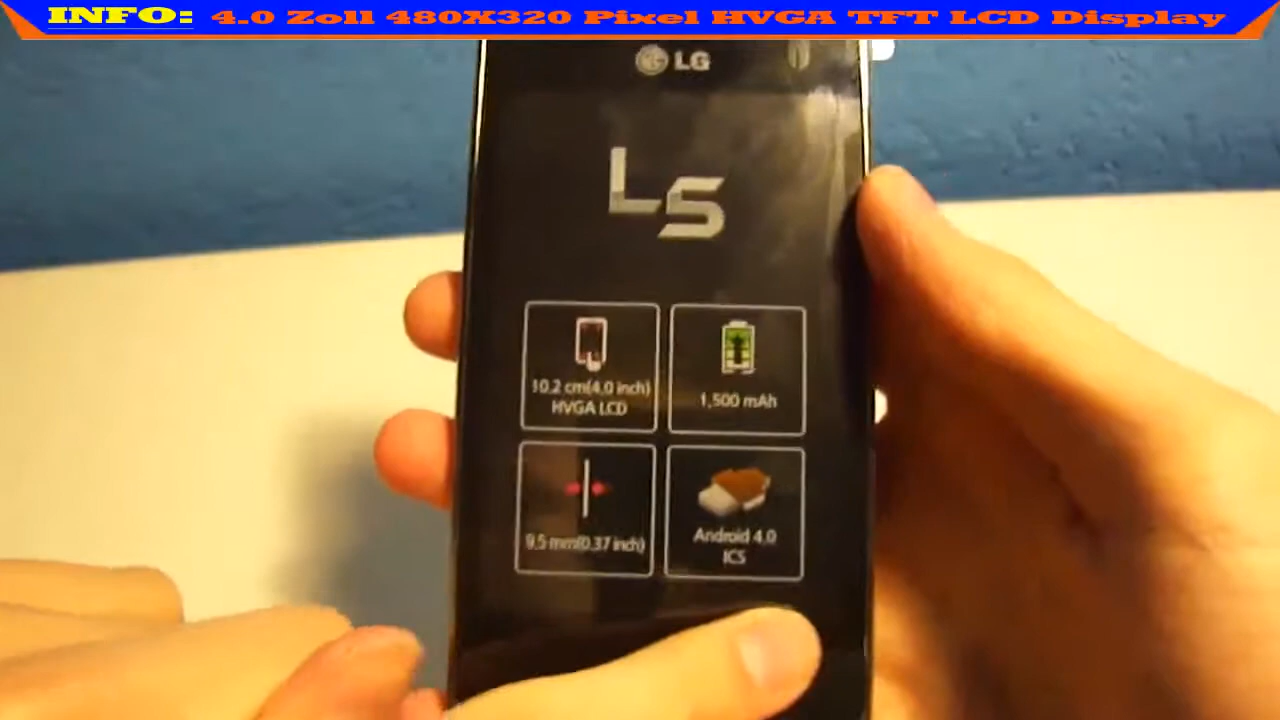 INFO: 4.0 Zoll 480X320 Pixel HVGA TFT LCD Display
LG
L5
10.2 cm(4.0 inch)
HVGA LCD
1,500 mAh
9.5 mm(0.37 inch)
Android 4.0
ICS